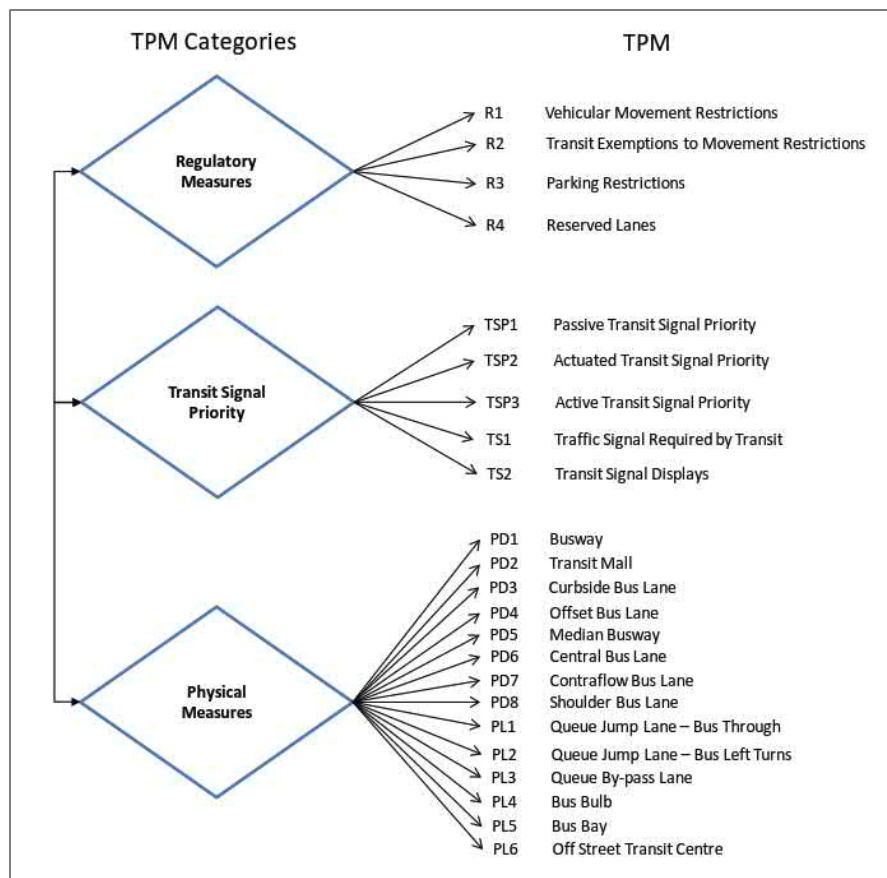 TPM Categories TPM
Regulatory
Measures
R1 Vehicular Movement Restrictions
R2 Transit Exemptions to Movement Restrictions
R3 Parking Restrictions
R4 Reserved Lanes
Transit Signal
Priority
TSP1 Passive Transit Signal Priority
TSP2 Actuated Transit Signal Priority
TSP3 Active Transit Signal Priority
TS1 Traffic Signal Required by Transit
TS2 Transit Signal Displays
Physical
Measures
PD1 Busway
PD2 Transit Mall
PD3 Curbside Bus Lane
PD4 Offset Bus Lane
PD5 Median Busway
PD6 Central Bus Lane
PD7 Contraflow Bus Lane
PD8 Shoulder Bus Lane
PL1 Queue Jump Lane – Bus Through
PL2 Queue Jump Lane – Bus Left Turns
PL3 Queue By-pass Lane
PL4 Bus Bulb
PL5 Bus Bay
PL6 Off Street Transit Centre